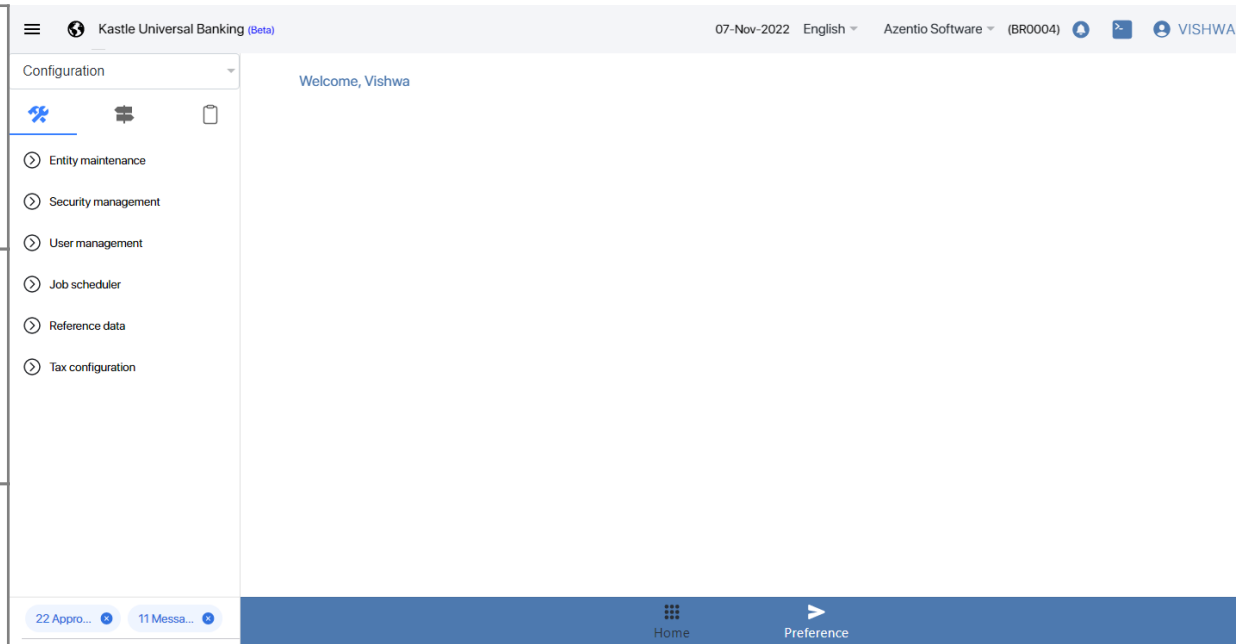 Kastle Universal Banking (Beta)
07-Nov-2022 English Azentio Software (BR0004) VISHWA
Configuration
Welcome, Vishwa
Entity maintenance
Security management
User management
Job scheduler
Reference data
Tax configuration
22 Appro... 11 Messa...
Home Preference